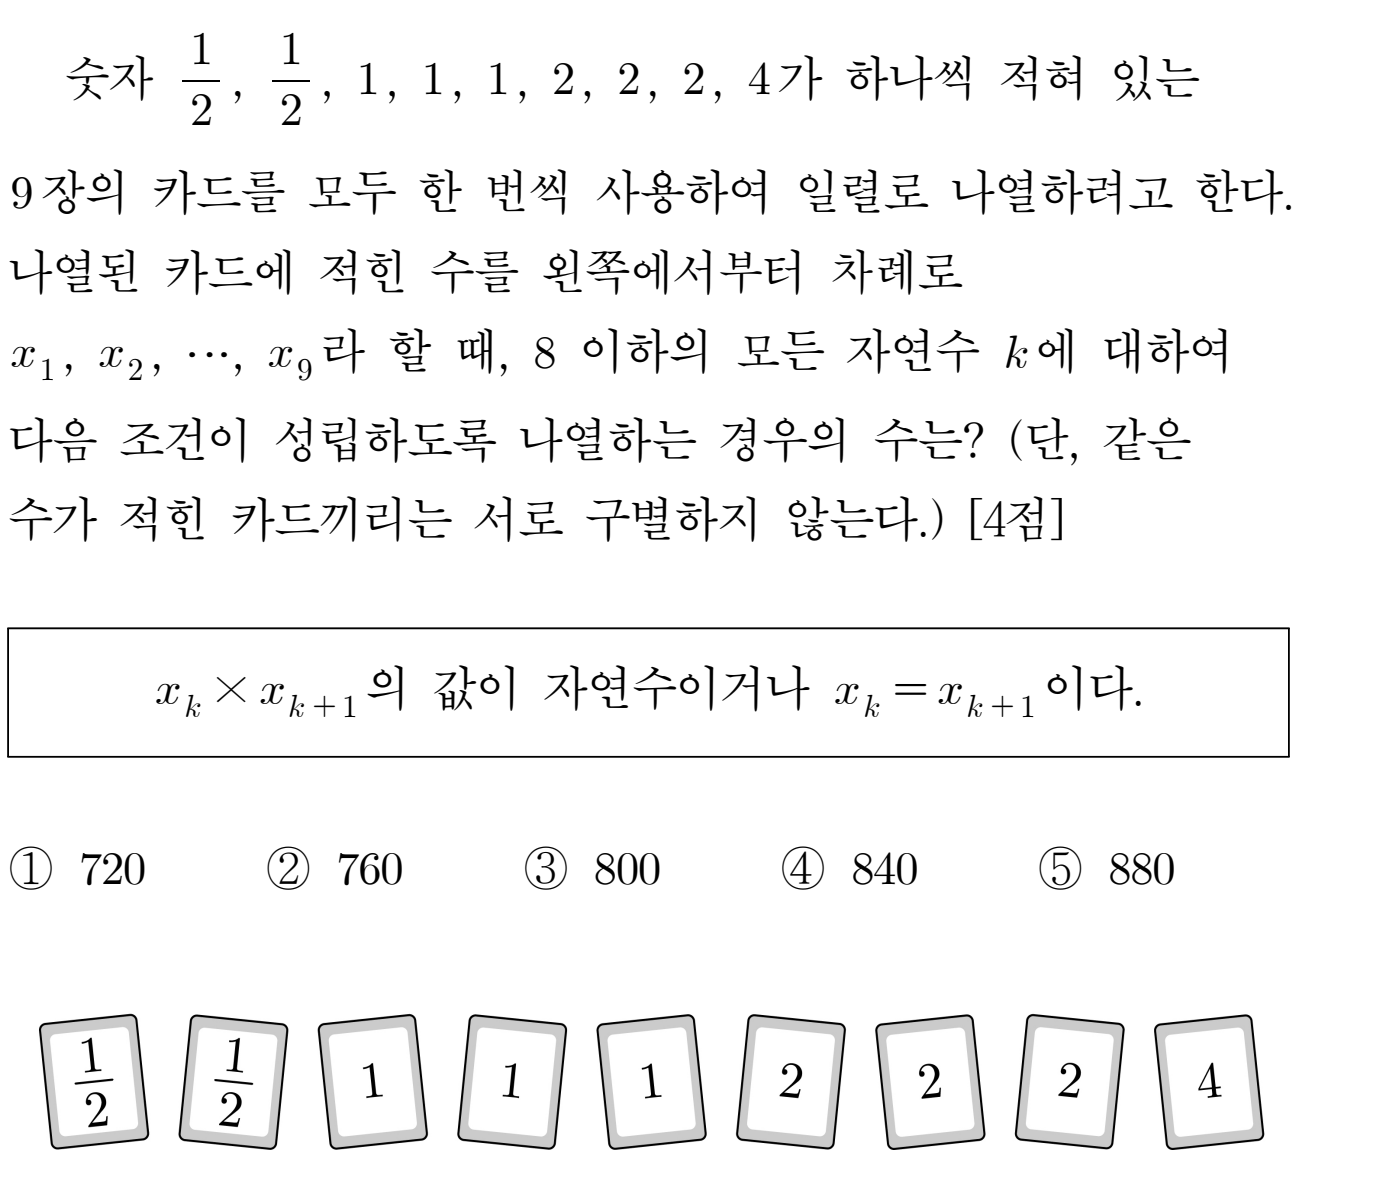 숫자 1/2, 1/2, 1, 1, 1, 2, 2, 2, 4가 하나씩 적혀 있는
9장의 카드를 모두 한 번씩 사용하여 일렬로 나열하려고 한다.
나열된 카드에 적힌 수를 왼쪽에서부터 차례로
x₁, x₂, ⋯, x₉라 할 때, 8 이하의 모든 자연수 k에 대하여
다음 조건이 성립하도록 나열하는 경우의 수는? (단, 같은
수가 적힌 카드끼리는 서로 구별하지 않는다.) [4점]
xₖ×xₖ₊₁의 값이 자연수이거나 xₖ=xₖ₊₁이다.
① 720 ② 760 ③ 800 ④ 840 ⑤ 880
1/2 1/2 1 1 1 2 2 2 4